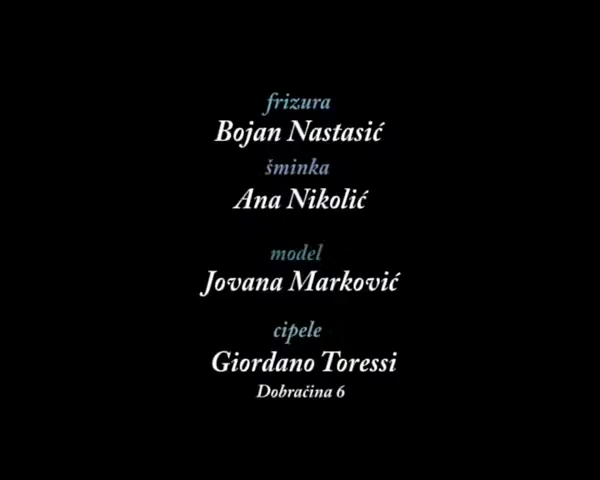 frizura
Bojan Nastasić
šminka
Ana Nikolić
model
Jovana Marković
cipele
Giordano Toressi
Dobračina 6